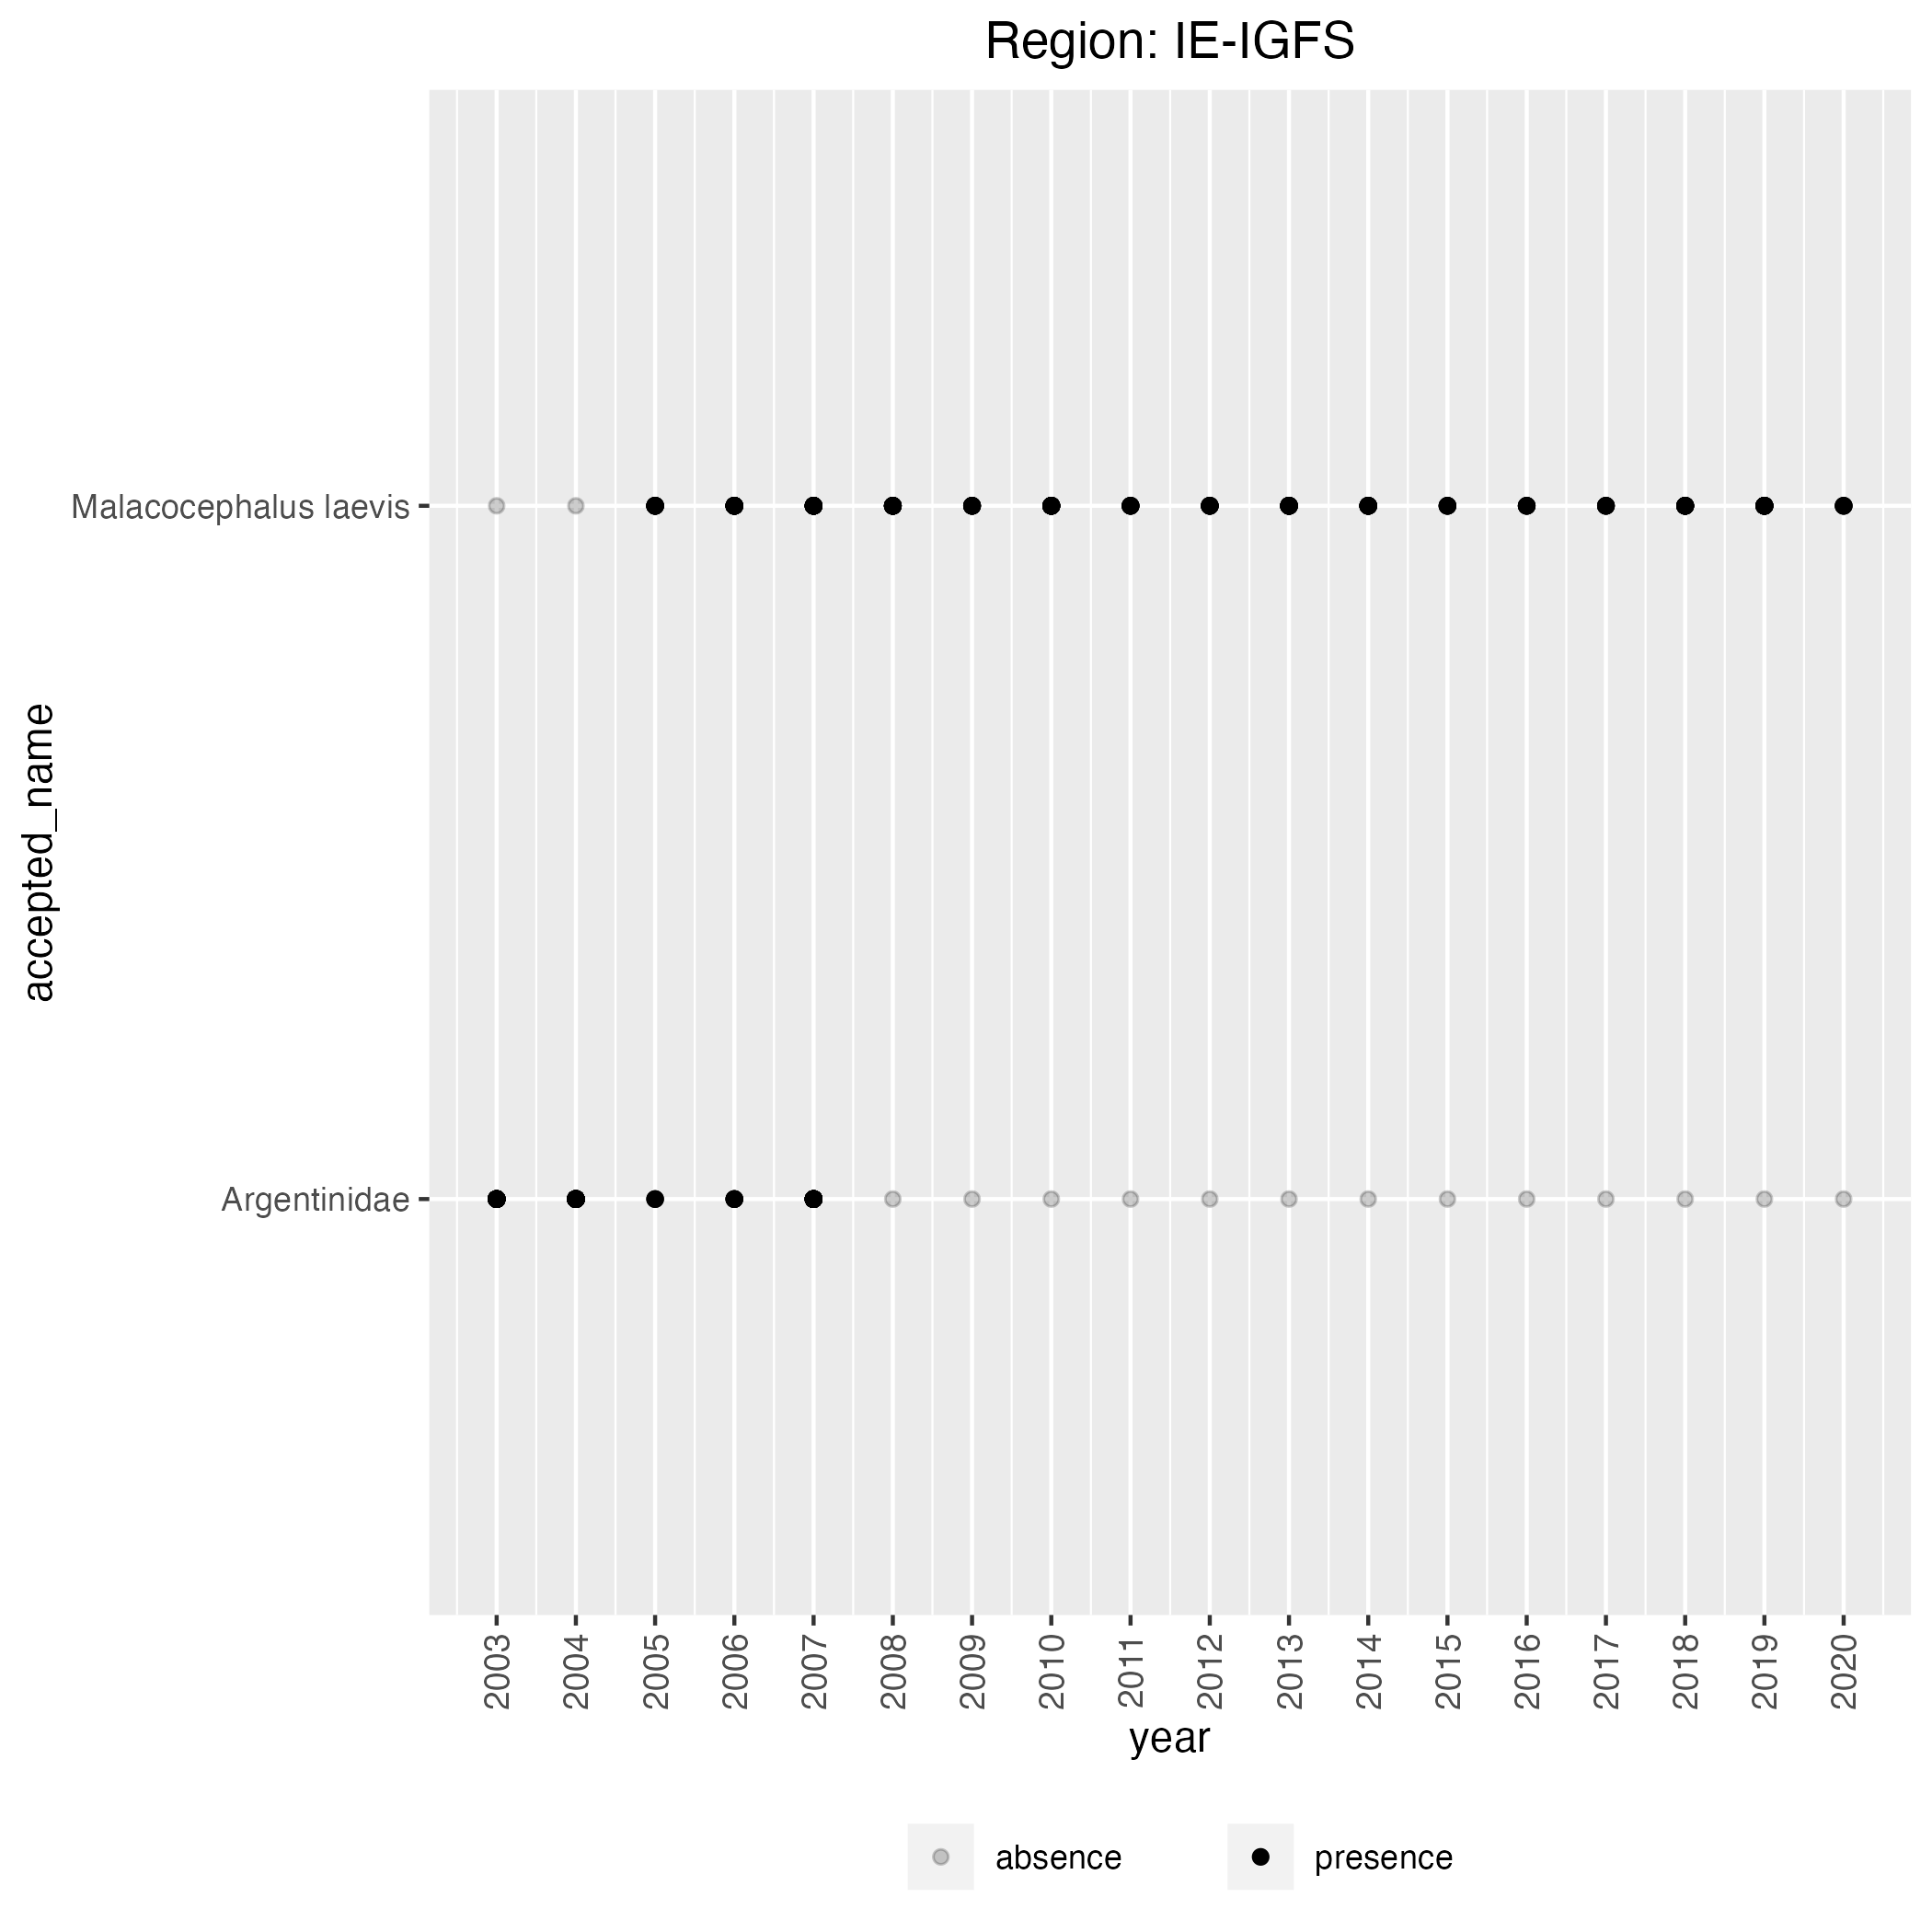 Region: IE-IGFS
accepted_name
Malacocephalus laevis
Argentinidae
2003 2004 2005 2006 2007 2008 2009 2010 2011 2012 2013 2014 2015 2016 2017 2018 2019 2020
year
absence presence